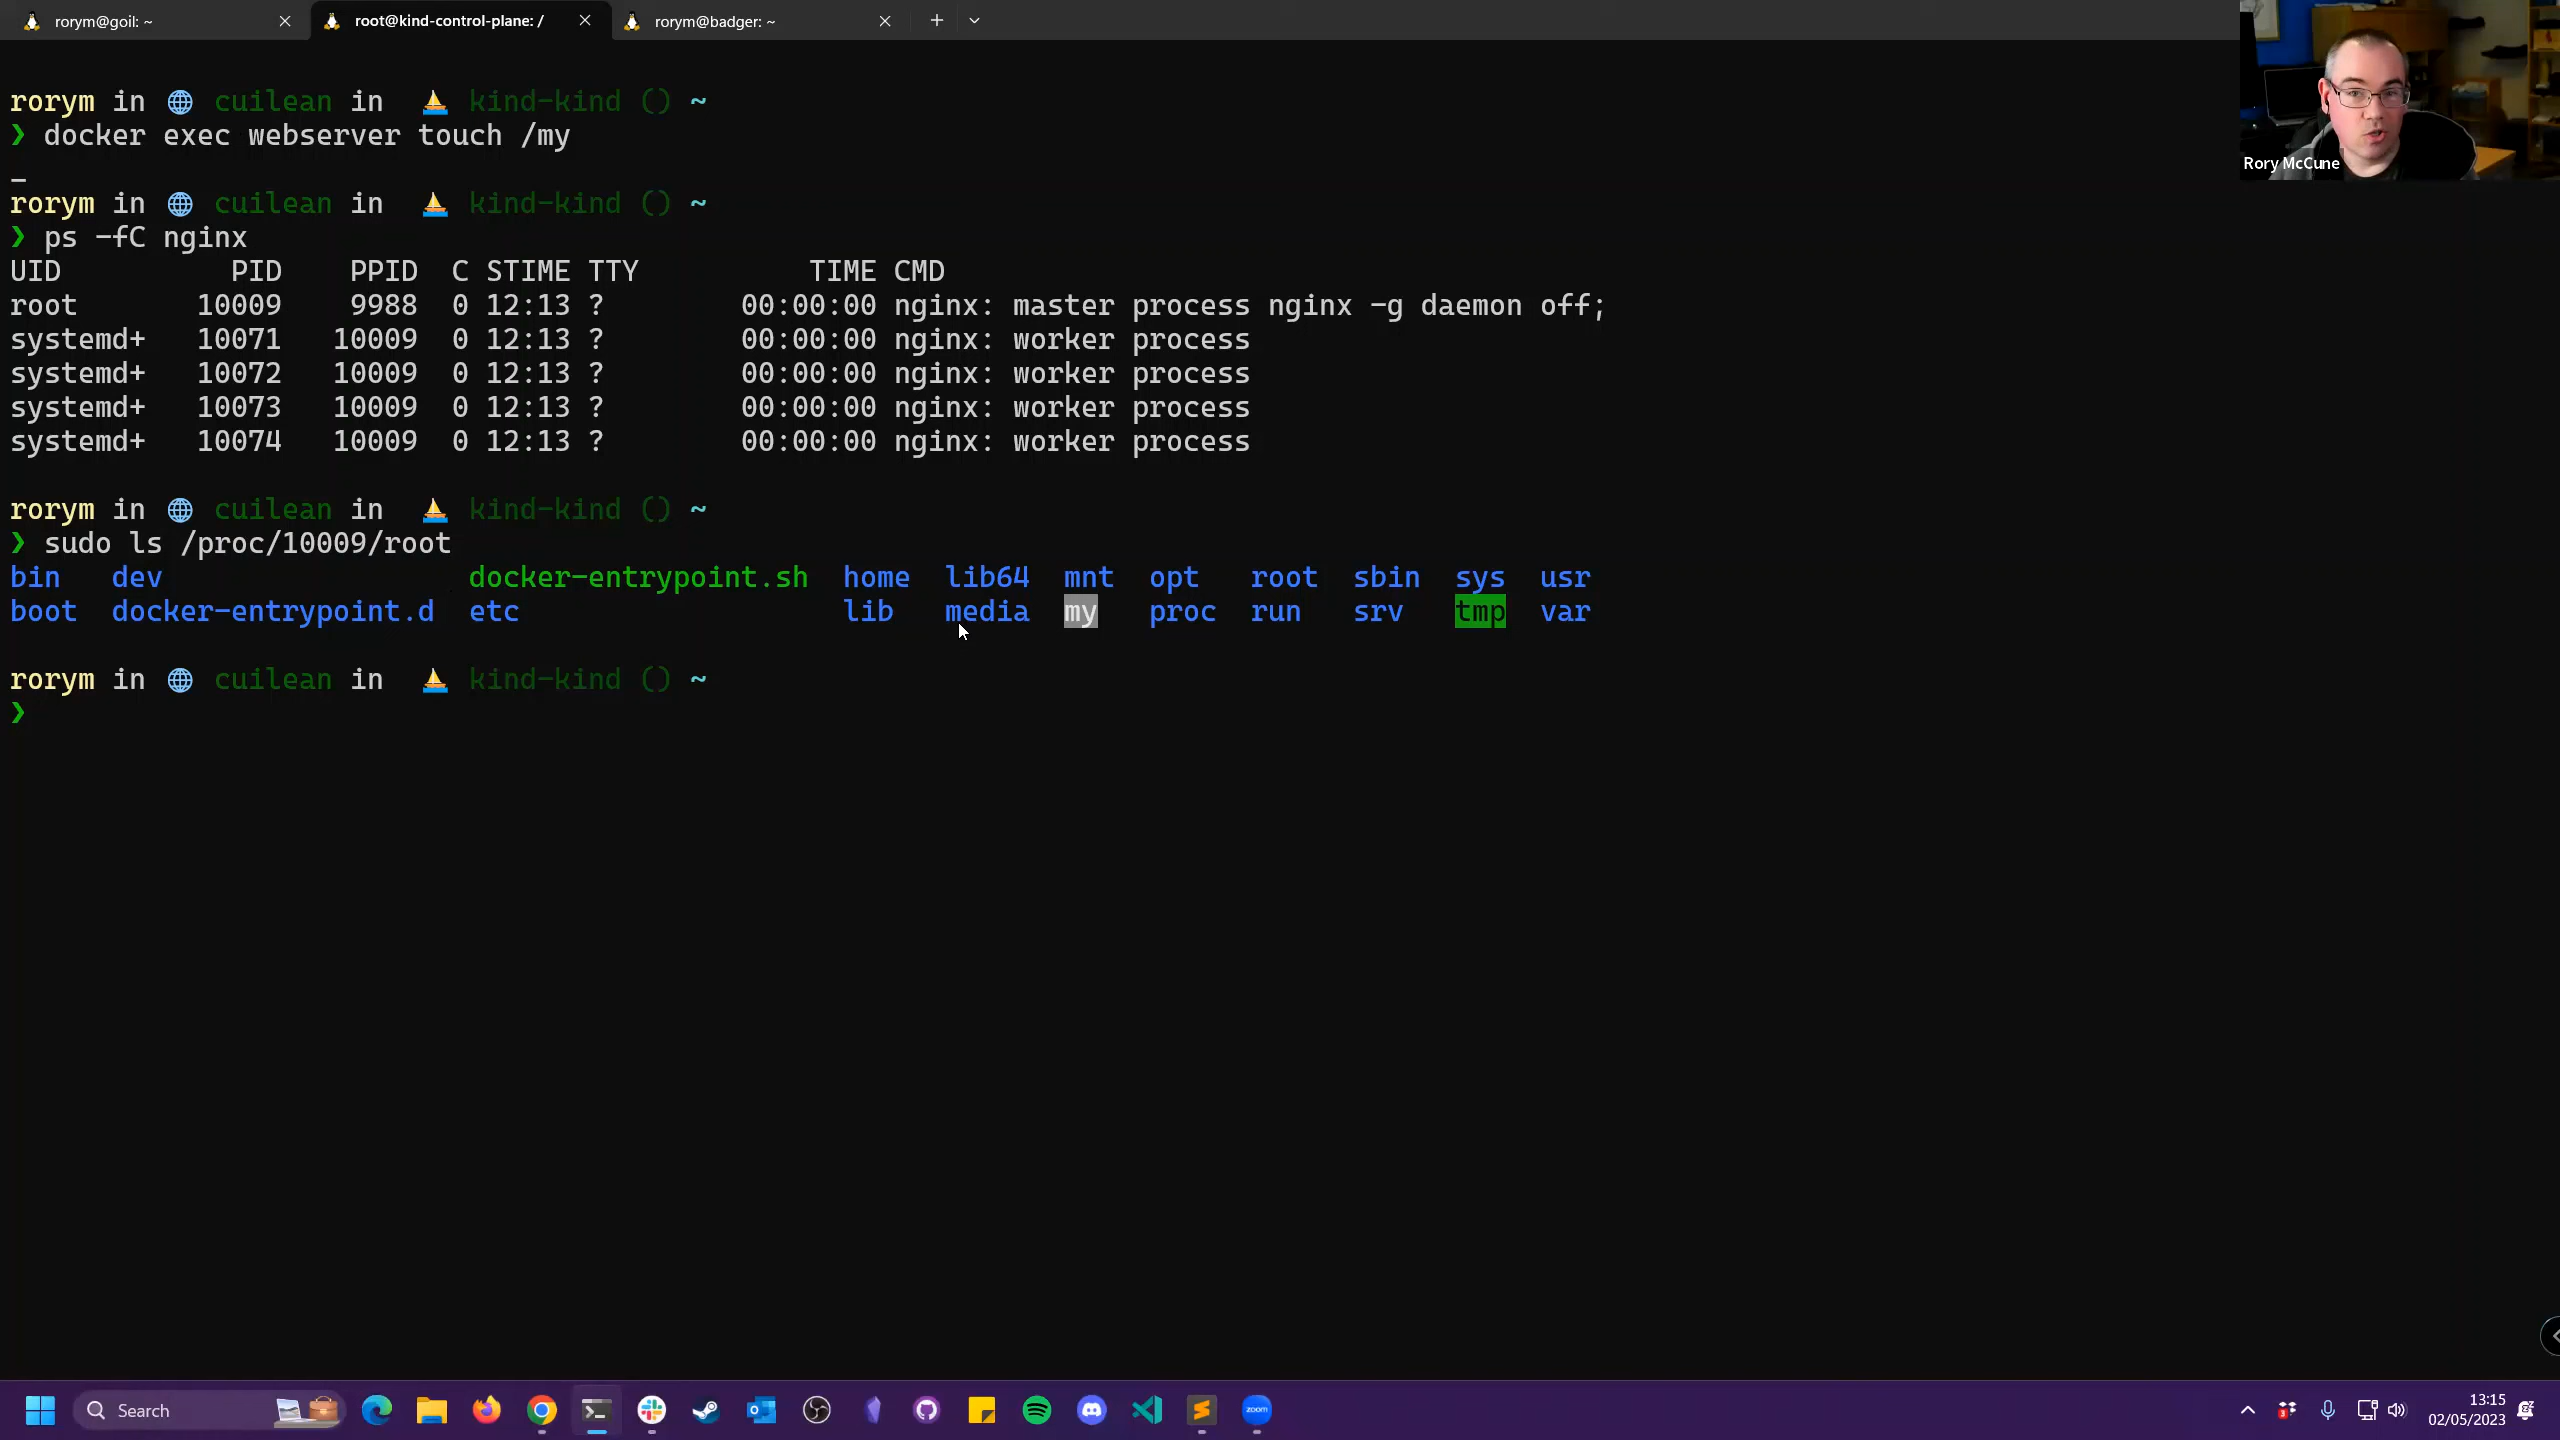 rorym@goil: ~
root@kind-control-plane: /
rorym@badger: ~
rorym in cuilean in kind-kind () ~
❯ docker exec webserver touch /my
_
rorym in cuilean in kind-kind () ~
❯ ps -fC nginx
UID PID PPID C STIME TTY TIME CMD
root 10009 9988 0 12:13 ? 00:00:00 nginx: master process nginx -g daemon off;
systemd+ 10071 10009 0 12:13 ? 00:00:00 nginx: worker process
systemd+ 10072 10009 0 12:13 ? 00:00:00 nginx: worker process
systemd+ 10073 10009 0 12:13 ? 00:00:00 nginx: worker process
systemd+ 10074 10009 0 12:13 ? 00:00:00 nginx: worker process
rorym in cuilean in kind-kind () ~
❯ sudo ls /proc/10009/root
bin dev docker-entrypoint.sh home lib64 mnt opt root sbin sys usr
boot docker-entrypoint.d etc lib media my proc run srv tmp var
rorym in cuilean in kind-kind () ~
❯
Rory McCune
Search
zoom
13:15
02/05/2023